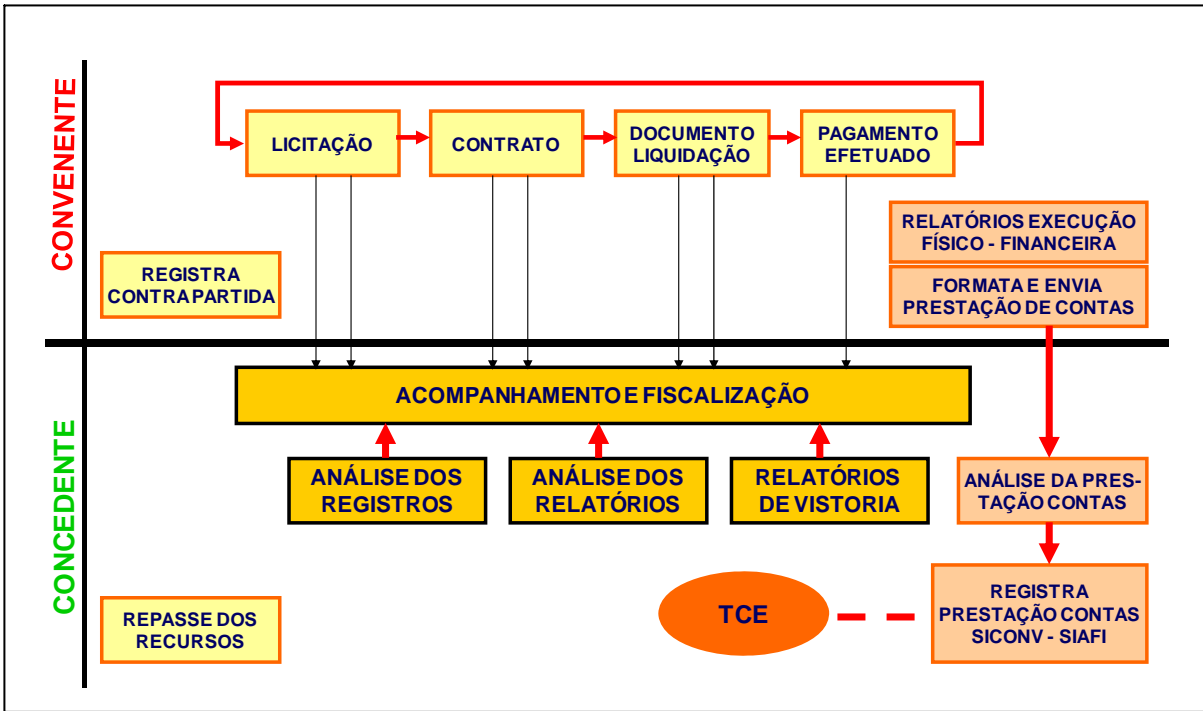 CONVENENTE
LICITAÇÃO
CONTRATO
DOCUMENTO
LIQUIDAÇÃO
PAGAMENTO
EFETUADO
RELATÓRIOS EXECUÇÃO
FÍSICO - FINANCEIRA
REGISTRA
CONTRAPARTIDA
FORMATA E ENVIA
PRESTAÇÃO DE CONTAS
CONCEDENTE
ACOMPANHAMENTO E FISCALIZAÇÃO
ANÁLISE DOS
REGISTROS
ANÁLISE DOS
RELATÓRIOS
RELATÓRIOS
DE VISTORIA
ANÁLISE DA PRES-
TAÇÃO CONTAS
REPASSE DOS
RECURSOS
TCE
REGISTRA
PRESTAÇÃO CONTAS
SICONV - SIAFI